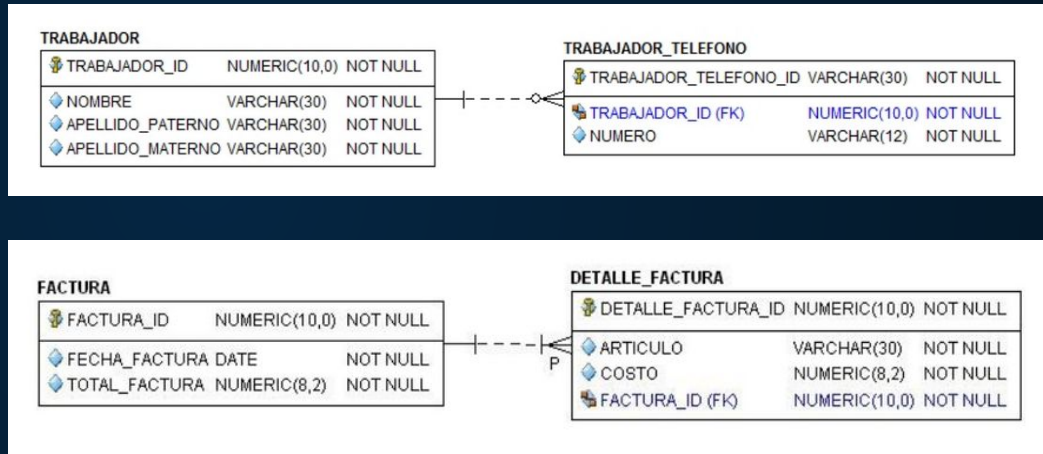 TRABAJADOR
TRABAJADOR_ID NUMERIC(10,0) NOT NULL
NOMBRE VARCHAR(30) NOT NULL
APELLIDO_PATERNO VARCHAR(30) NOT NULL
APELLIDO_MATERNO VARCHAR(30) NOT NULL
TRABAJADOR_TELEFONO
TRABAJADOR_TELEFONO_ID VARCHAR(30) NOT NULL
TRABAJADOR_ID (FK) NUMERIC(10,0) NOT NULL
NUMERO VARCHAR(12) NOT NULL
FACTURA
FACTURA_ID NUMERIC(10,0) NOT NULL
FECHA_FACTURA DATE NOT NULL
TOTAL_FACTURA NUMERIC(8,2) NOT NULL
P
DETALLE_FACTURA
DETALLE_FACTURA_ID NUMERIC(10,0) NOT NULL
ARTICULO VARCHAR(30) NOT NULL
COSTO NUMERIC(8,2) NOT NULL
FACTURA_ID (FK) NUMERIC(10,0) NOT NULL